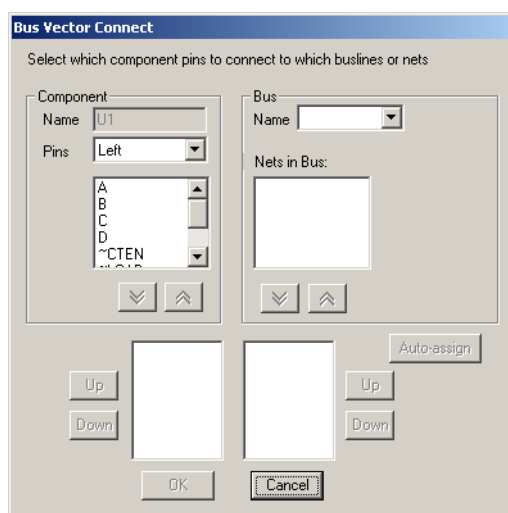 Bus Vector Connect
Select which component pins to connect to which buslines or nets
Component
Name U1
Pins Left
A
B
C
D
~CTEN
Bus
Name
Nets in Bus:
Auto-assign
Up
Down
Up
Down
OK
Cancel